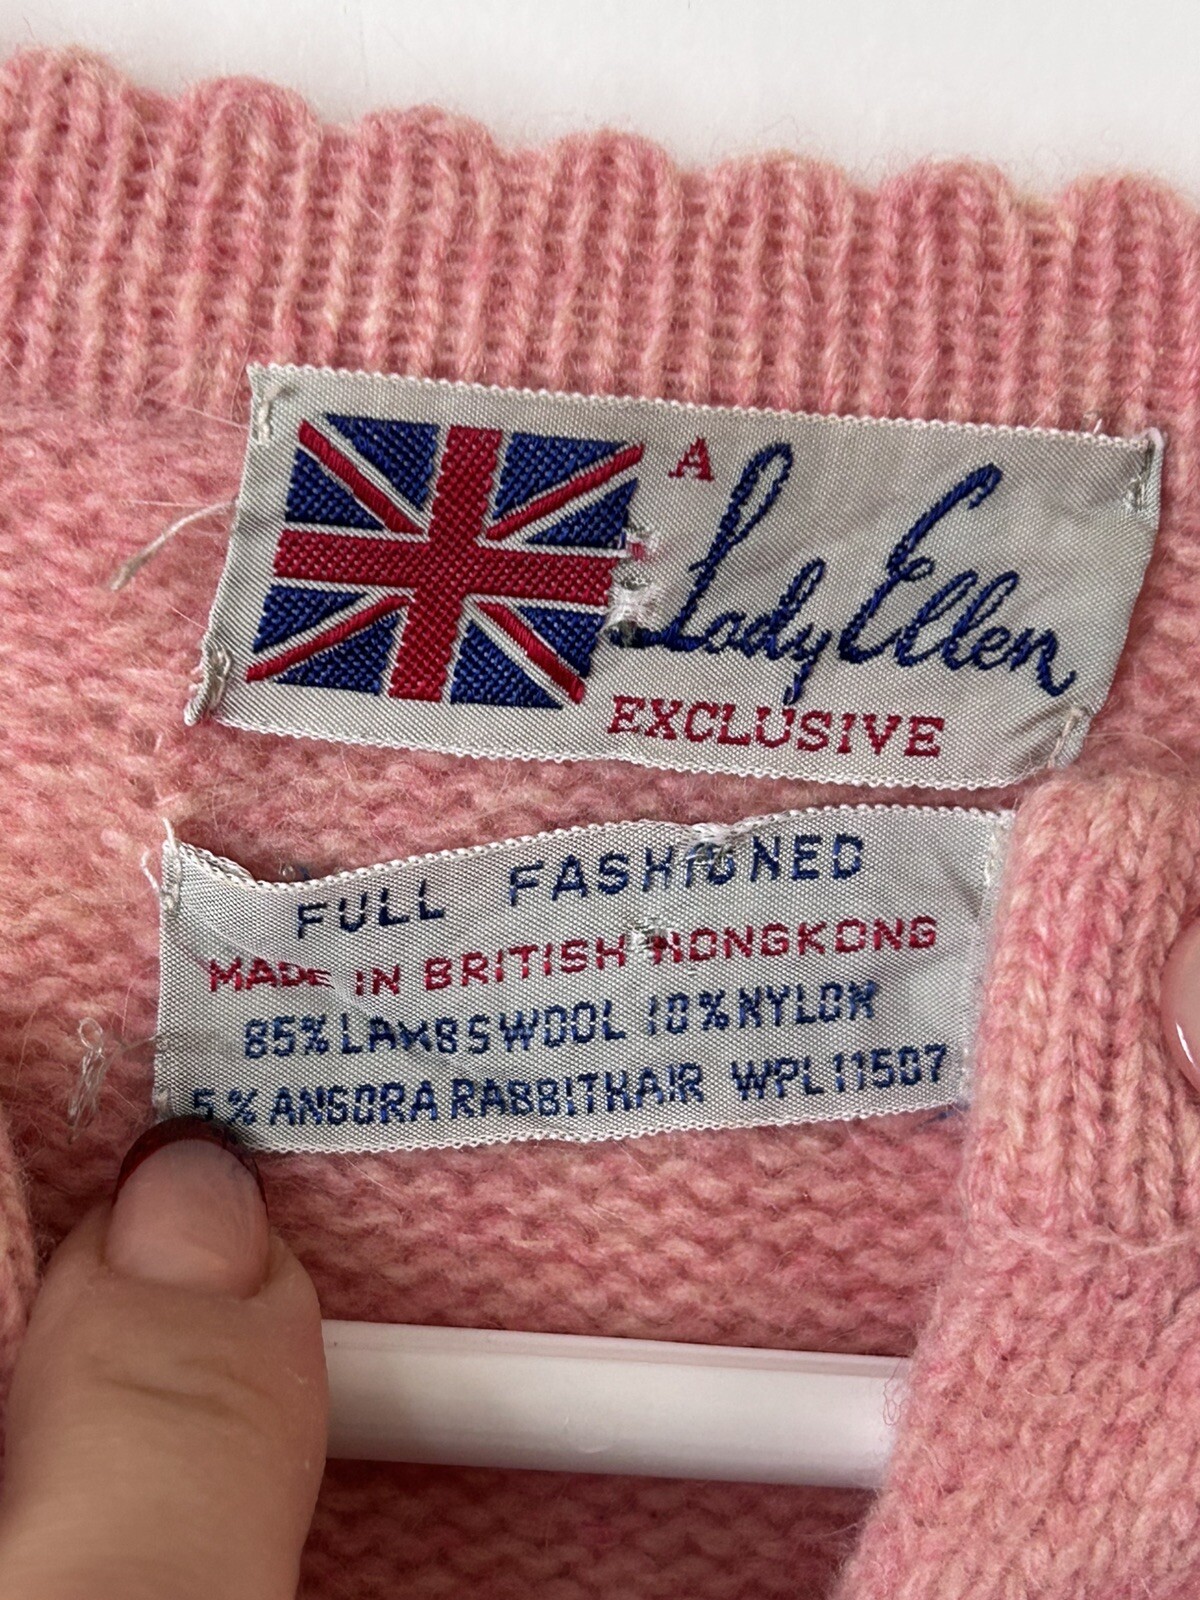 A
Lady Ellen
EXCLUSIVE
FULL FASHIONED
MADE IN BRITISH HONGKONG
85% LAMBSWOOL 10% NYLON
5% ANGORA RABBITHAIR WPL11507